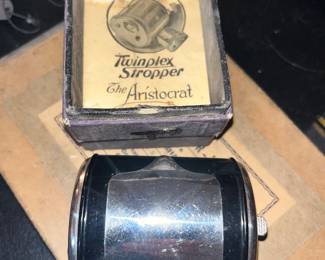 Twinplex
Stropper
The Aristocrat